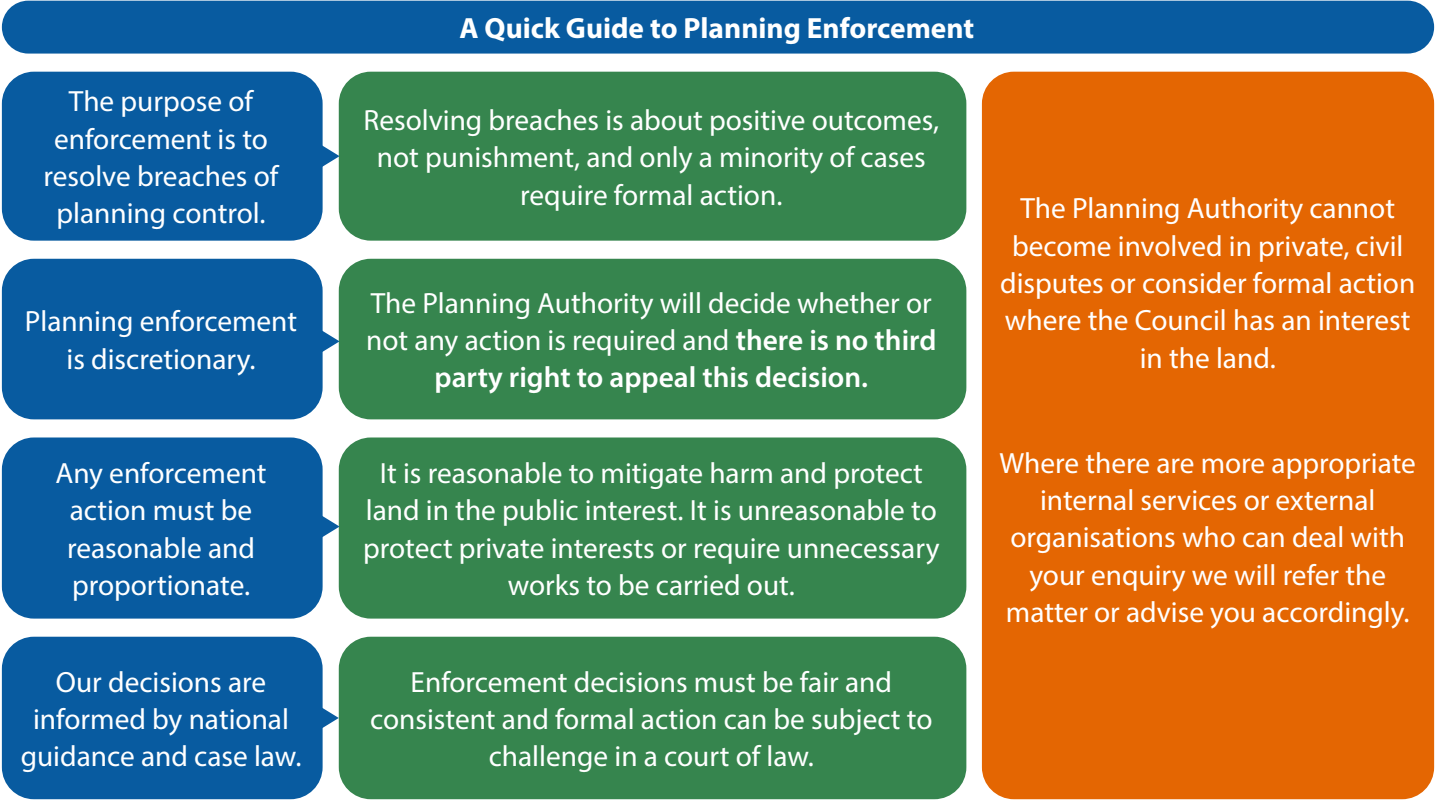 A Quick Guide to Planning Enforcement
The purpose of
enforcement is to
resolve breaches of
planning control.
Resolving breaches is about positive outcomes,
not punishment, and only a minority of cases
require formal action.
Planning enforcement
is discretionary.
The Planning Authority will decide whether or
not any action is required and there is no third
party right to appeal this decision.
Any enforcement
action must be
reasonable and
proportionate.
It is reasonable to mitigate harm and protect
land in the public interest. It is unreasonable to
protect private interests or require unnecessary
works to be carried out.
Our decisions are
informed by national
guidance and case law.
Enforcement decisions must be fair and
consistent and formal action can be subject to
challenge in a court of law.
The Planning Authority cannot
become involved in private, civil
disputes or consider formal action
where the Council has an interest
in the land.
Where there are more appropriate
internal services or external
organisations who can deal with
your enquiry we will refer the
matter or advise you accordingly.